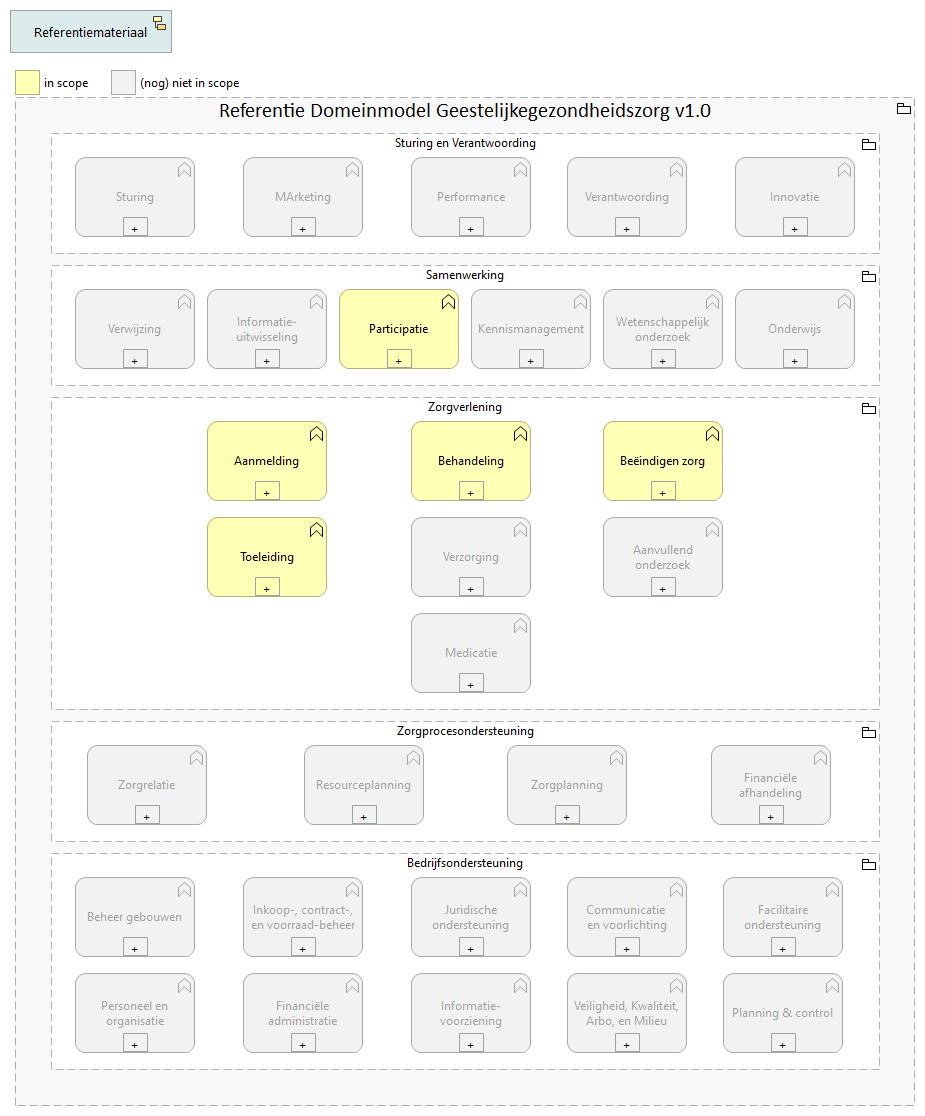 Referentiemateriaal
in scope
(nog) niet in scope
Referentie Domeinmodel Geestelijkegezondheidszorg v1.0
Sturing en Verantwoording
Sturing
MArketing
Performance
Verantwoording
Innovatie
Samenwerking
Verwijzing
Informatie-
uitwisseling
Participatie
Kennismanagement
Wetenschappelijk
onderzoek
Onderwijs
Zorgverlening
Aanmelding
Behandeling
Beëindigen zorg
Toeleiding
Verzorging
Aanvullend
onderzoek
Medicatie
Zorgprocesondersteuning
Zorgrelatie
Resourceplanning
Zorgplanning
Financiële
afhandeling
Bedrijfsondersteuning
Beheer gebouwen
Inkoop-, contract-,
en voorraad-beheer
Juridische
ondersteuning
Communicatie
en voorlichting
Facilitaire
ondersteuning
Personeel en
organisatie
Financiële
administratie
Informatie-
voorziening
Veiligheid, Kwaliteit,
Arbo, en Milieu
Planning & control